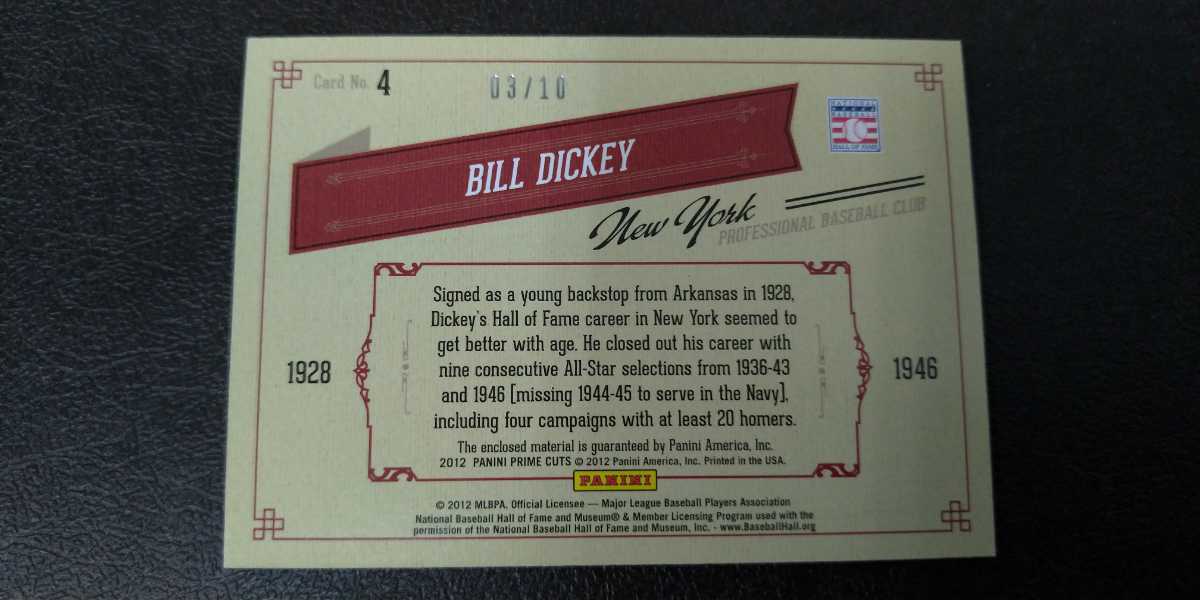 Card No. 4
03/10
NATIONAL
BASEBALL
HALL OF FAME
BILL DICKEY
New York
PROFESSIONAL BASEBALL CLUB
Signed as a young backstop from Arkansas in 1928,
Dickey's Hall of Fame career in New York seemed to
get better with age. He closed out his career with
nine consecutive All-Star selections from 1936-43
and 1946 [missing 1944-45 to serve in the Navy],
including four campaigns with at least 20 homers.
1928
1946
The enclosed material is guaranteed by Panini America, Inc.
2012 PANINI PRIME CUTS © 2012 Panini America, Inc. Printed in the USA.
PANINI
© 2012 MLBPA, Official Licensee — Major League Baseball Players Association
National Baseball Hall of Fame and Museum® & Member Licensing Program used with the
permission of the National Baseball Hall of Fame and Museum, Inc. - www.BaseballHall.org